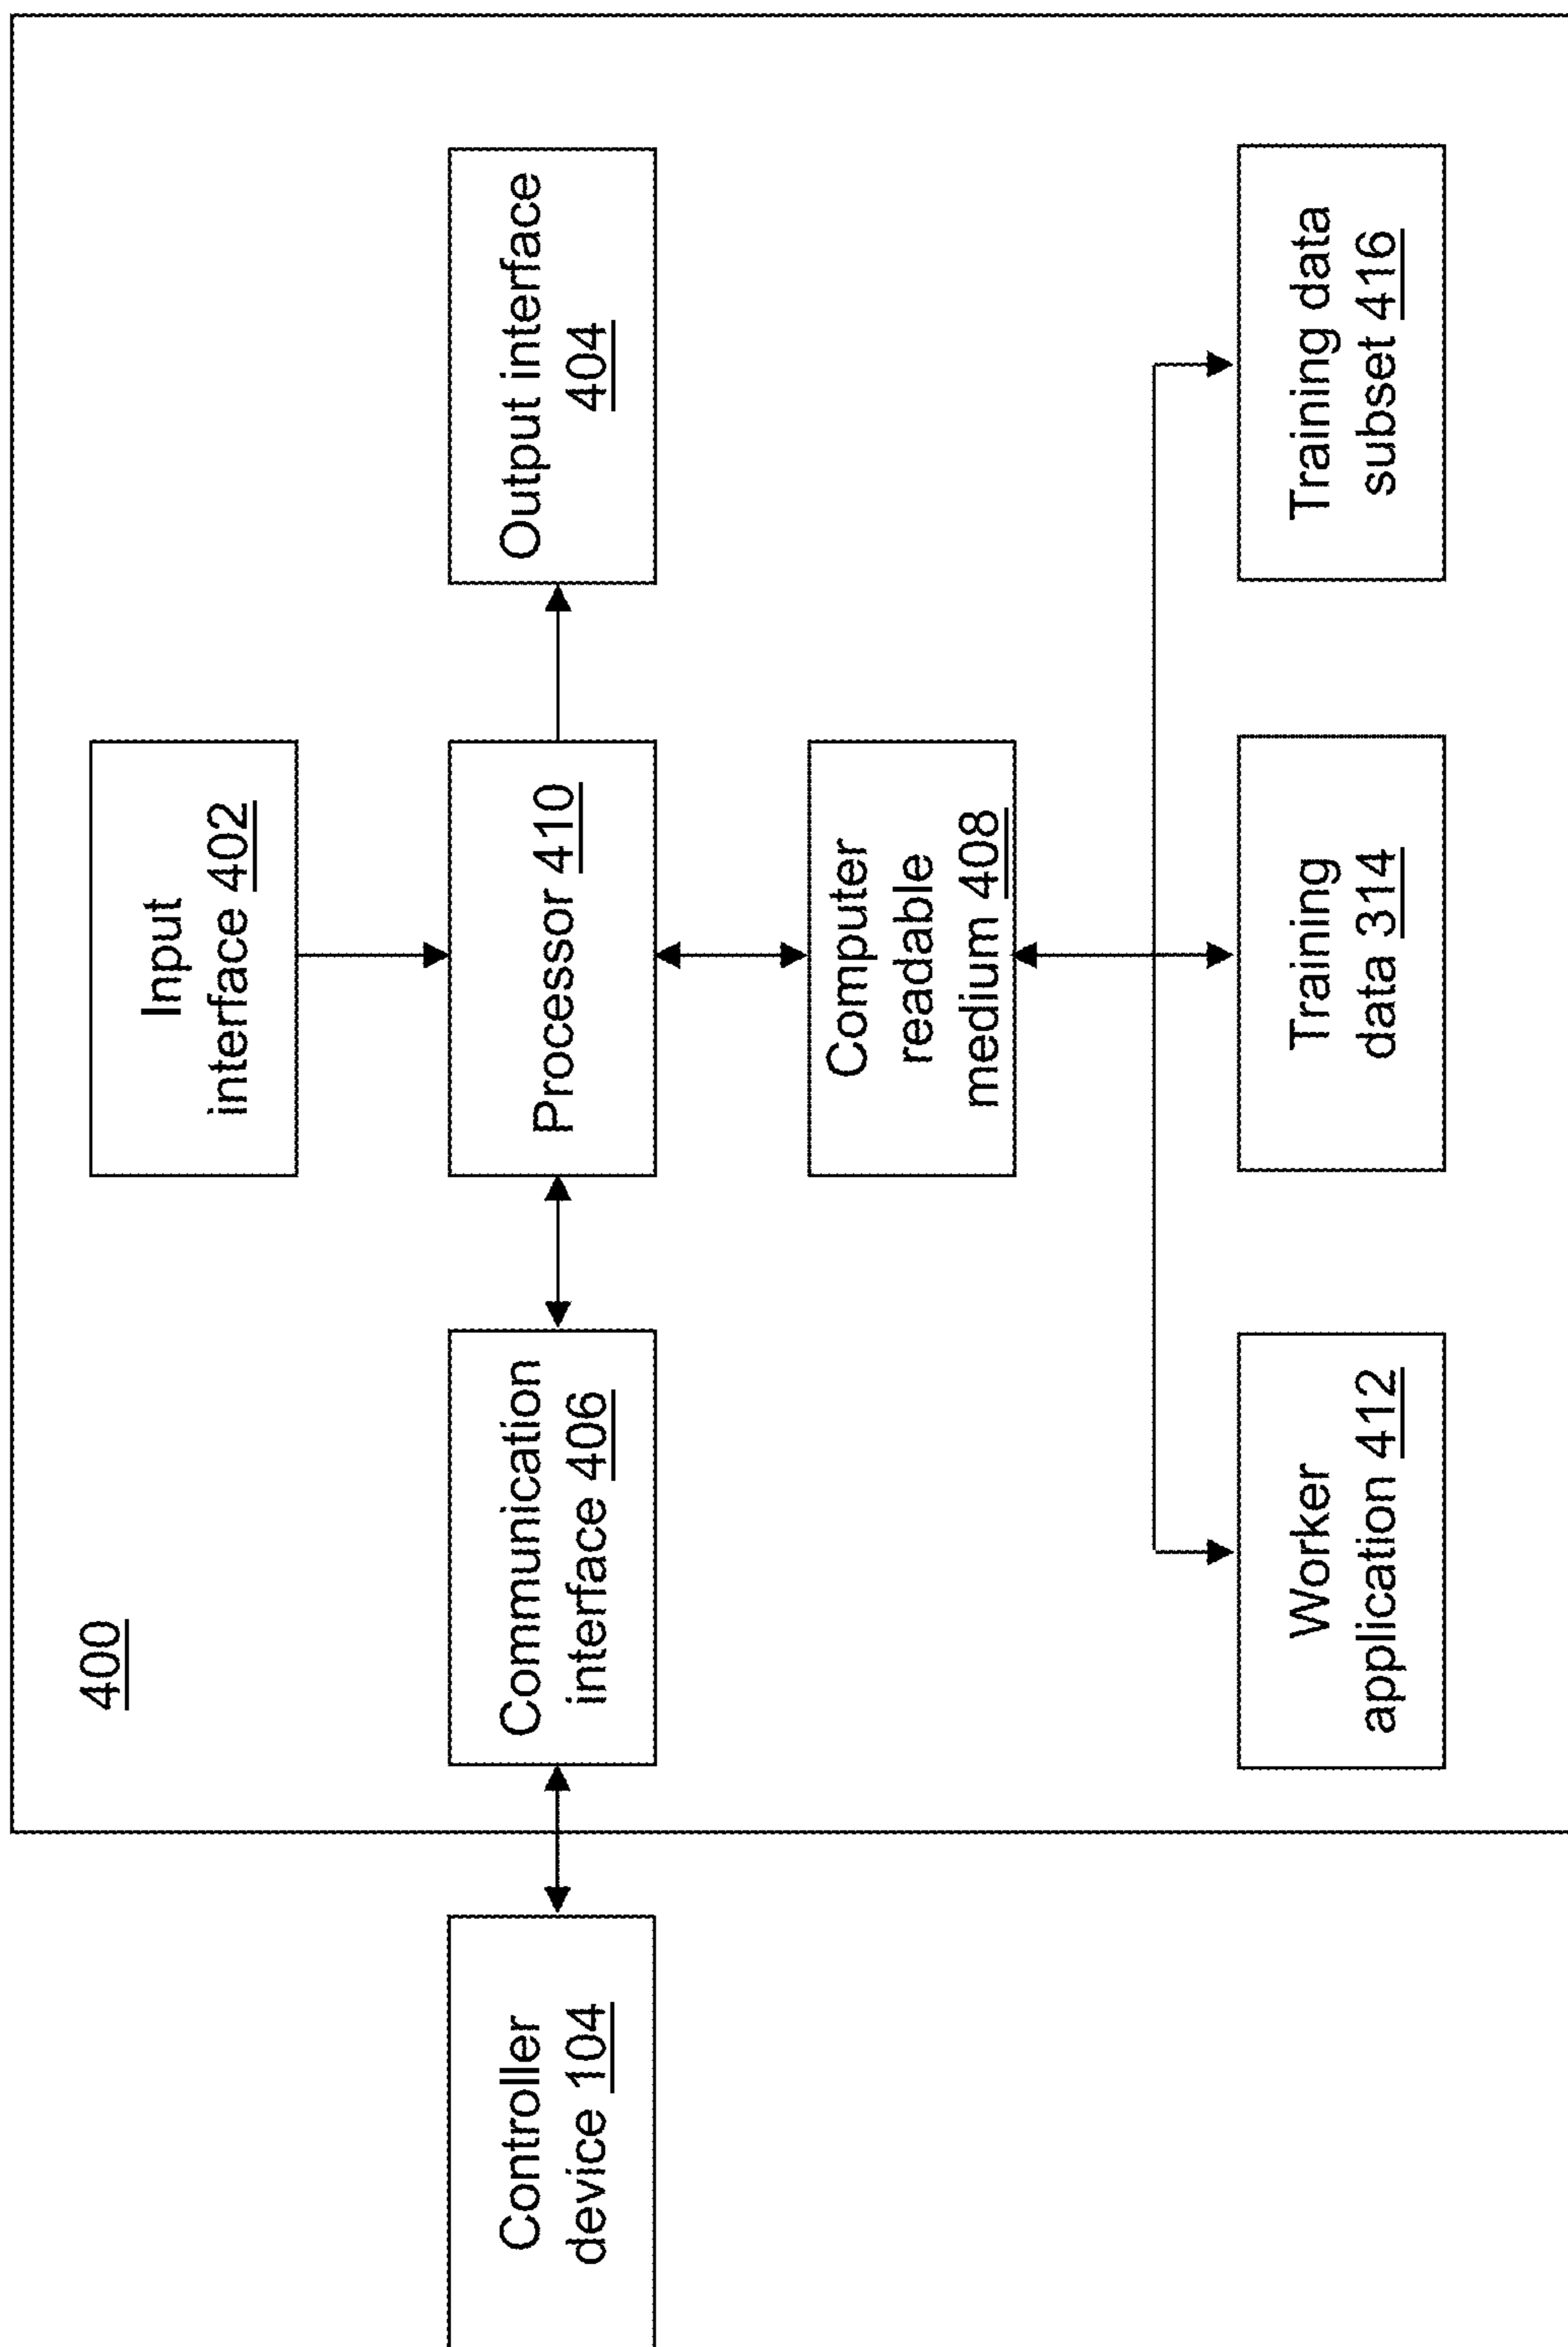 400
Input
interface 402
Controller
device 104
Communication
interface 406
Processor 410
Output interface
404
Computer
readable
medium 408
Worker
application 412
Training
data 314
Training data
subset 416